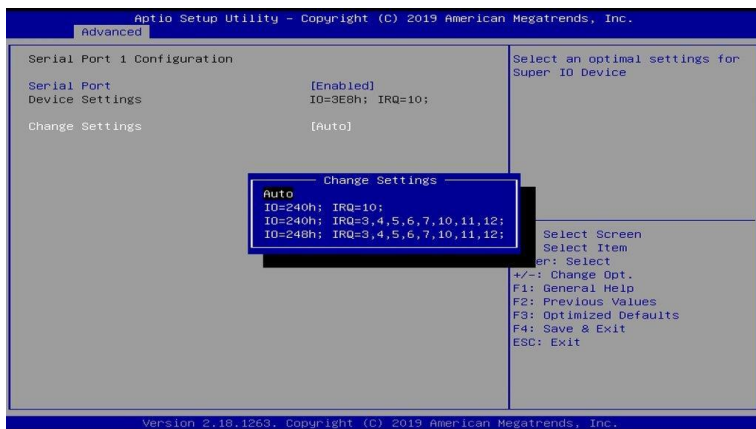 Aptio Setup Utility – Copyright (C) 2019 American Megatrends, Inc.
Advanced
Serial Port 1 Configuration
Serial Port [Enabled]
Device Settings IO=3E8h; IRQ=10;
Change Settings [Auto]
Select an optimal settings for
Super IO Device
Change Settings
Auto
IO=240h; IRQ=10;
IO=240h; IRQ=3,4,5,6,7,10,11,12;
IO=248h; IRQ=3,4,5,6,7,10,11,12;
Select Screen
Select Item
er: Select
+/-: Change Opt.
F1: General Help
F2: Previous Values
F3: Optimized Defaults
F4: Save & Exit
ESC: Exit
Version 2.18.1263. Copyright (C) 2019 American Megatrends, Inc.